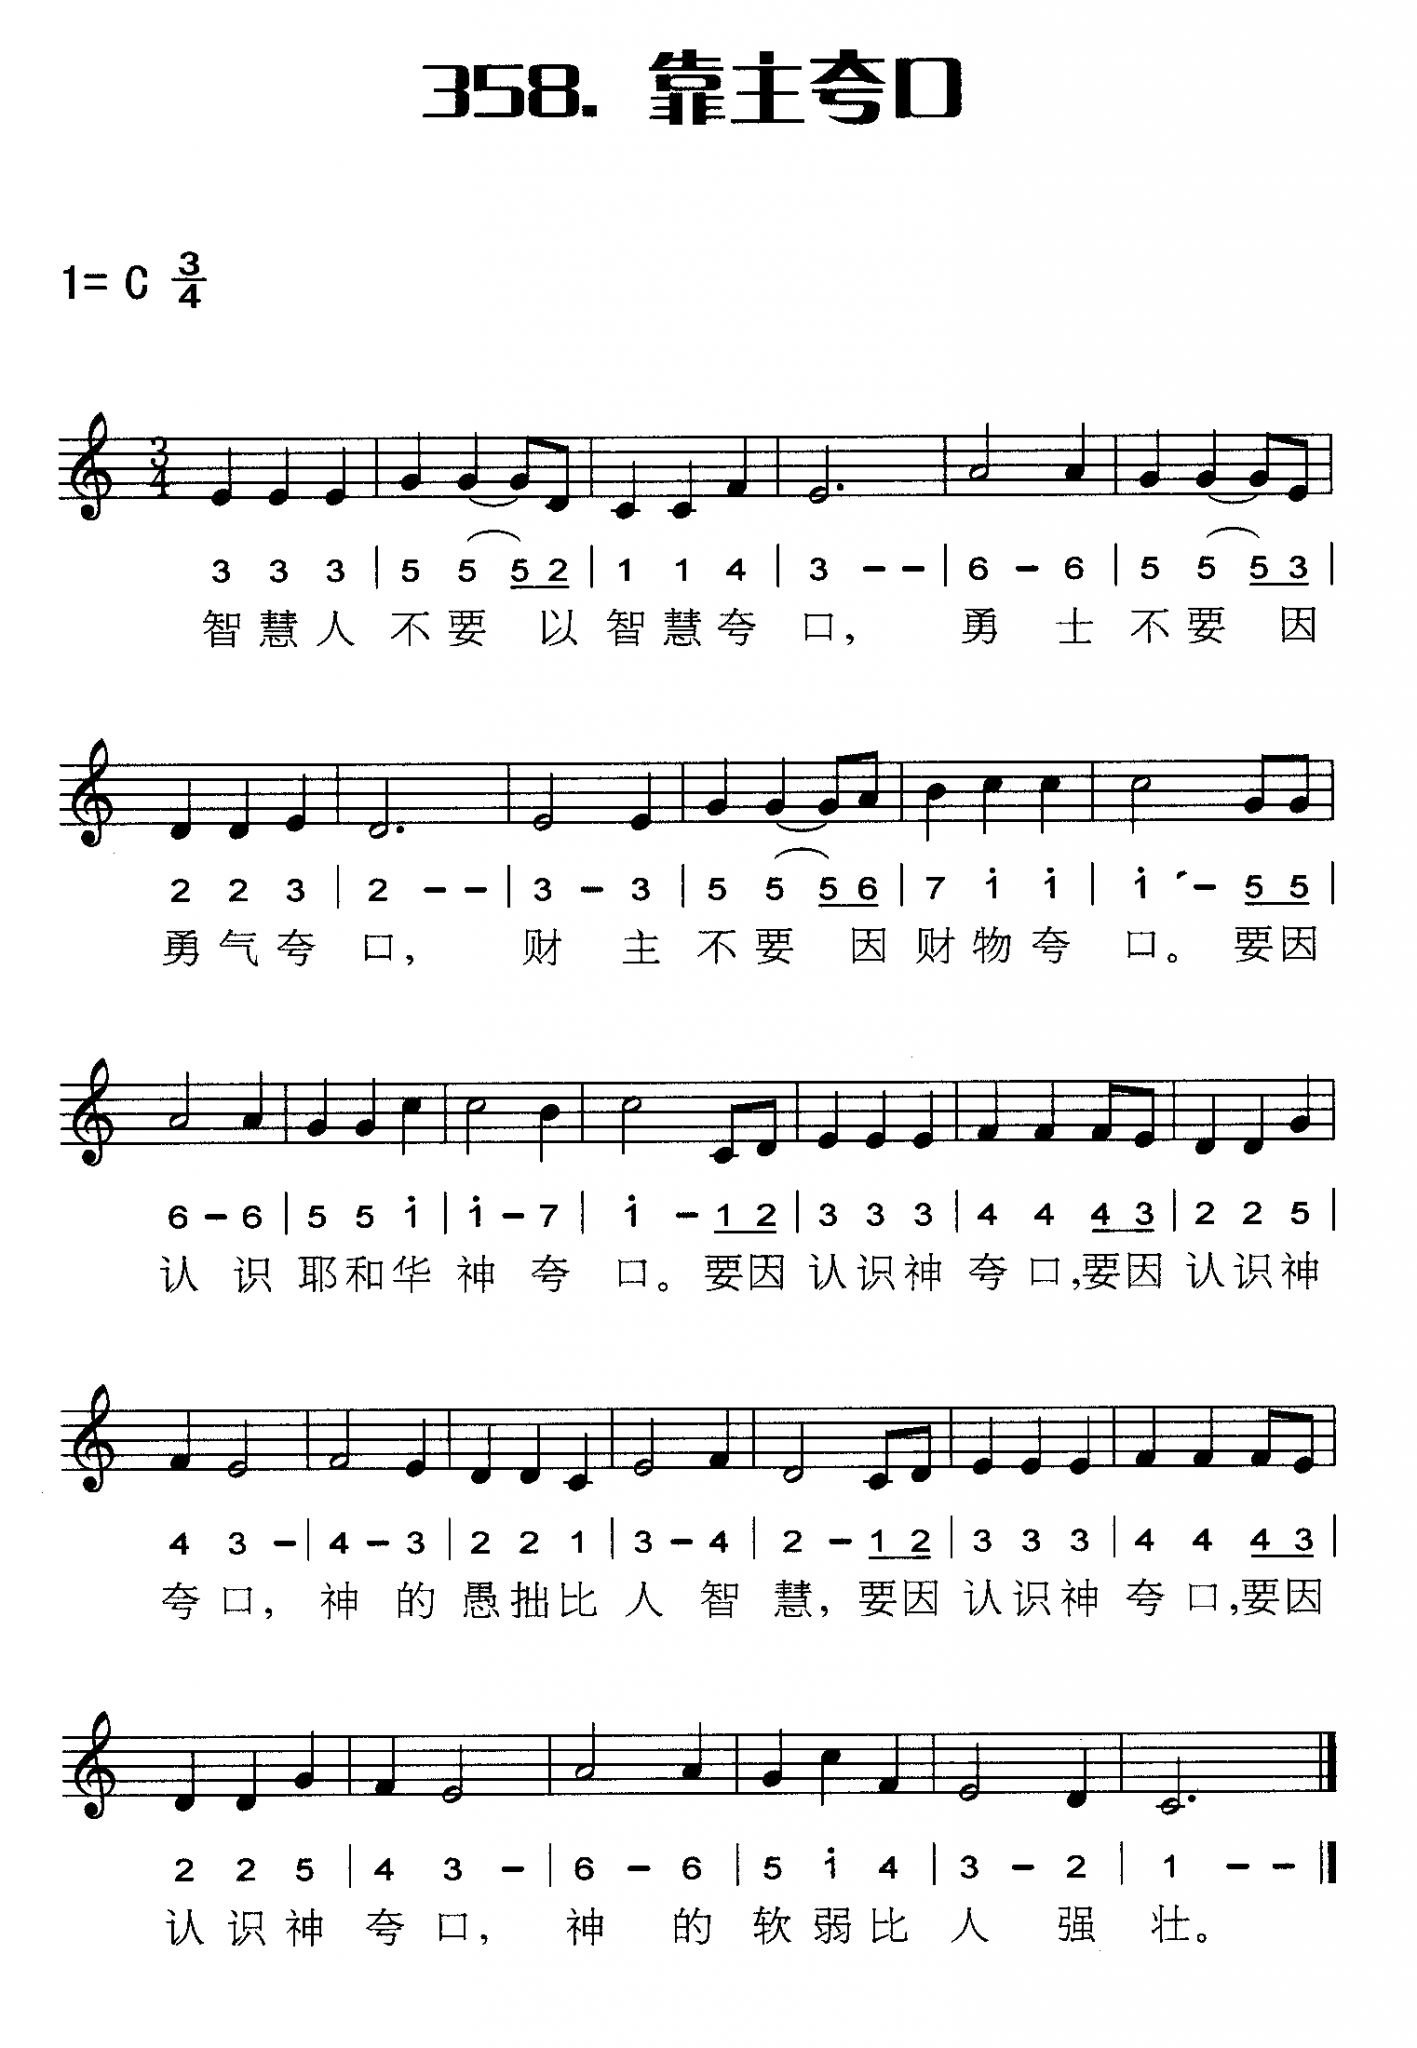 358. 靠主夸口
1= C 3/4
3 3 3 | 5 5 5 2 | 1 1 4 | 3 - - | 6 - 6 | 5 5 5 3 |
智慧人不要以智慧夸口，勇士不要因
2 2 3 | 2 - - | 3 - 3 | 5 5 5 6 | 7 i i | i - 5 5 |
勇气夸口，财主不要因财物夸口。要因
6 - 6 | 5 5 i | i - 7 | i - 1 2 | 3 3 3 | 4 4 4 3 | 2 2 5 |
认识耶和华神夸口。要因认识神夸口，要因认识神
4 3 - | 4 - 3 | 2 2 1 | 3 - 4 | 2 - 1 2 | 3 3 3 | 4 4 4 3 |
夸口，神的愚拙比人智慧，要因认识神夸口，要因
2 2 5 | 4 3 - | 6 - 6 | 5 i 4 | 3 - 2 | 1 - - ||
认识神夸口，神的软弱比人强壮。